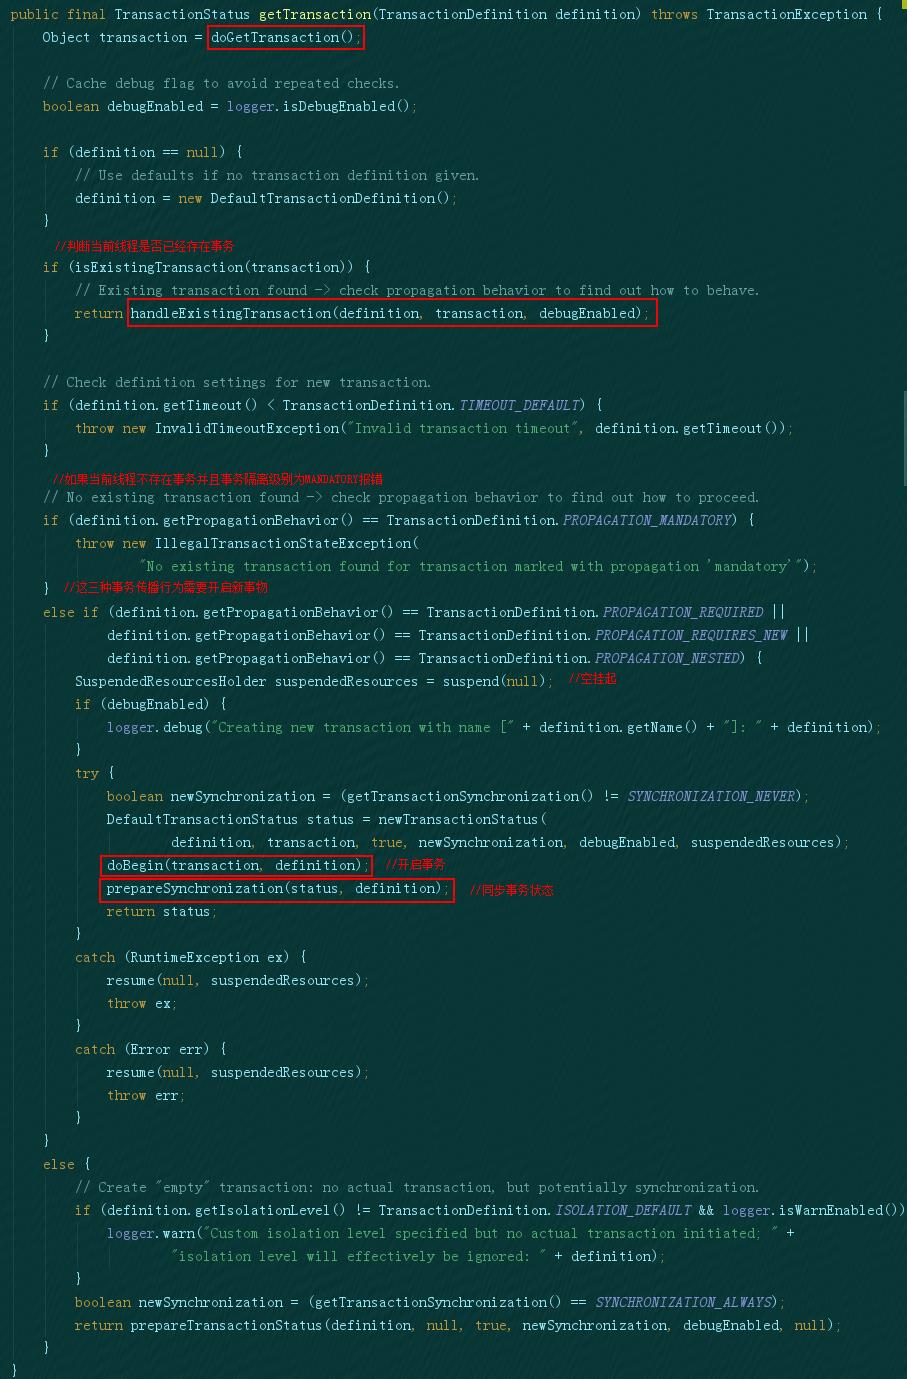 public final TransactionStatus getTransaction(TransactionDefinition definition) throws TransactionException {
Object transaction = doGetTransaction();
// Cache debug flag to avoid repeated checks.
boolean debugEnabled = logger.isDebugEnabled();
if (definition == null) {
// Use defaults if no transaction definition given.
definition = new DefaultTransactionDefinition();
}
//判断当前线程是否已经存在事务
if (isExistingTransaction(transaction)) {
// Existing transaction found -> check propagation behavior to find out how to behave.
return handleExistingTransaction(definition, transaction, debugEnabled);
}
// Check definition settings for new transaction.
if (definition.getTimeout() < TransactionDefinition.TIMEOUT_DEFAULT) {
throw new InvalidTimeoutException("Invalid transaction timeout", definition.getTimeout());
}
//如果当前线程不存在事务并且事务隔离级别为MANDATORY报错
// No existing transaction found -> check propagation behavior to find out how to proceed.
if (definition.getPropagationBehavior() == TransactionDefinition.PROPAGATION_MANDATORY) {
throw new IllegalTransactionStateException(
"No existing transaction found for transaction marked with propagation 'mandatory'");
} //这三种事务传播行为需要开启新事物
else if (definition.getPropagationBehavior() == TransactionDefinition.PROPAGATION_REQUIRED ||
definition.getPropagationBehavior() == TransactionDefinition.PROPAGATION_REQUIRES_NEW ||
definition.getPropagationBehavior() == TransactionDefinition.PROPAGATION_NESTED) {
SuspendedResourcesHolder suspendedResources = suspend(null); //空挂起
if (debugEnabled) {
logger.debug("Creating new transaction with name [" + definition.getName() + "]: " + definition);
}
try {
boolean newSynchronization = (getTransactionSynchronization() != SYNCHRONIZATION_NEVER);
DefaultTransactionStatus status = newTransactionStatus(
definition, transaction, true, newSynchronization, debugEnabled, suspendedResources);
doBegin(transaction, definition); //开启事务
prepareSynchronization(status, definition); //同步事务状态
return status;
}
catch (RuntimeException ex) {
resume(null, suspendedResources);
throw ex;
}
catch (Error err) {
resume(null, suspendedResources);
throw err;
}
}
else {
// Create "empty" transaction: no actual transaction, but potentially synchronization.
if (definition.getIsolationLevel() != TransactionDefinition.ISOLATION_DEFAULT && logger.isWarnEnabled())
logger.warn("Custom isolation level specified but no actual transaction initiated; " +
"isolation level will effectively be ignored: " + definition);
}
boolean newSynchronization = (getTransactionSynchronization() == SYNCHRONIZATION_ALWAYS);
return prepareTransactionStatus(definition, null, true, newSynchronization, debugEnabled, null);
}
}